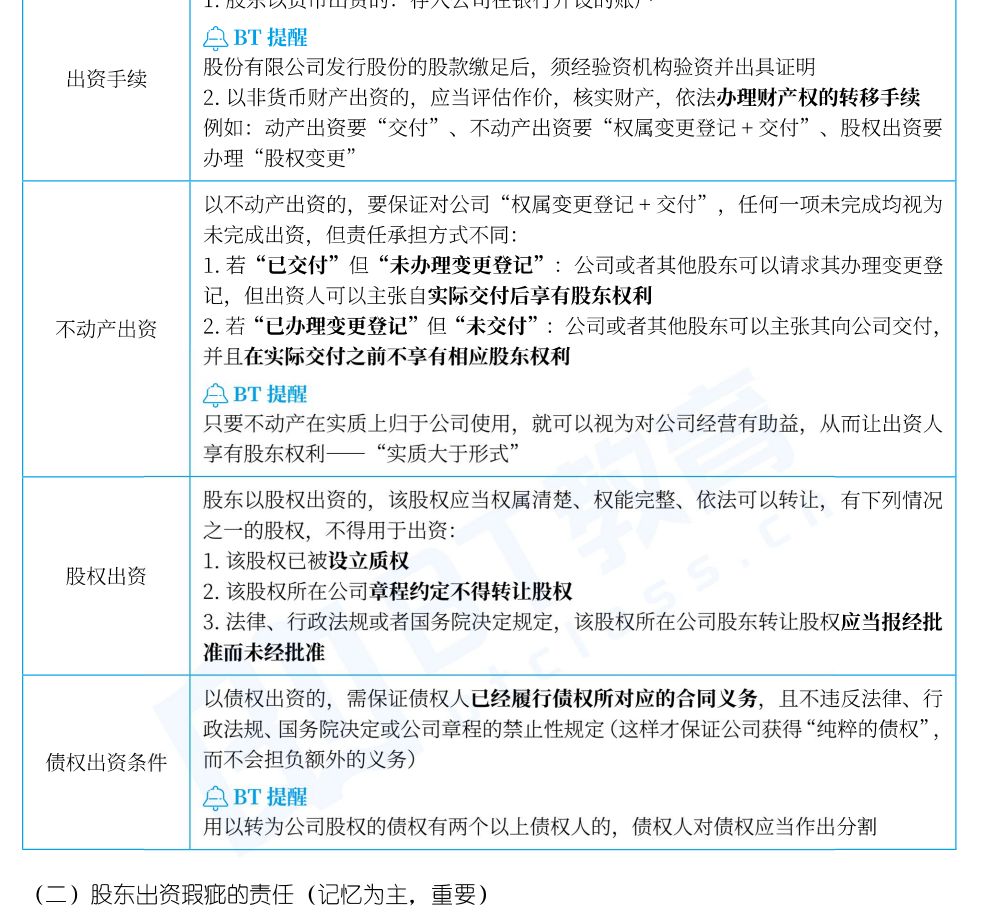 1. 股东以货币出资的：存入公司在银行开设的账户
BT 提醒
出资手续
股份有限公司发行股份的股款缴足后，须经验资机构验资并出具证明
2. 以非货币财产出资的，应当评估作价，核实财产，依法办理财产权的转移手续
例如：动产出资要“交付”、不动产出资要“权属变更登记 + 交付”、股权出资要
办理“股权变更”
不动产出资
以不动产出资的，要保证对公司“权属变更登记 + 交付”，任何一项未完成均视为
未完成出资，但责任承担方式不同：
1. 若“已交付”但“未办理变更登记”：公司或者其他股东可以请求其办理变更登
记，但出资人可以主张自实际交付后享有股东权利
2. 若“已办理变更登记”但“未交付”：公司或者其他股东可以主张其向公司交付，
并且在实际交付之前不享有相应股东权利
BT 提醒
只要不动产在实质上归于公司使用，就可以视为对公司经营有助益，从而让出资人
享有股东权利——“实质大于形式”
股权出资
股东以股权出资的，该股权应当权属清楚、权能完整、依法可以转让，有下列情况
之一的股权，不得用于出资：
1. 该股权已被设立质权
2. 该股权所在公司章程约定不得转让股权
3. 法律、行政法规或者国务院决定规定，该股权所在公司股东转让股权应当报经批
准而未经批准
债权出资条件
以债权出资的，需保证债权人已经履行债权所对应的合同义务，且不违反法律、行
政法规、国务院决定或公司章程的禁止性规定（这样才保证公司获得“纯粹的债权”，
而不会担负额外的义务）
BT 提醒
用以转为公司股权的债权有两个以上债权人的，债权人对债权应当作出分割
（二）股东出资瑕疵的责任（记忆为主，重要）
BT教育